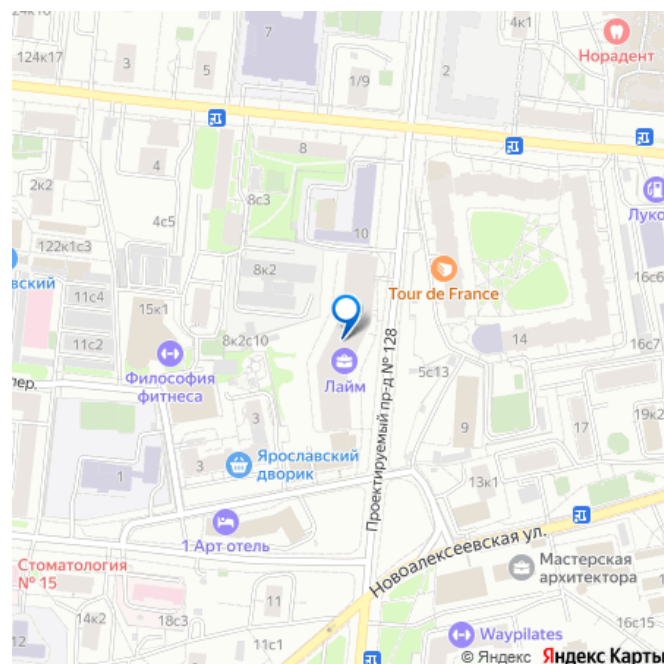 7
4к1
Норадент
124к17
3
5
1/9
2
8
4
2к2
8с3
4с5
10
Луко
122к1с3
вский
8к2
Tour de France
16с6
11с4
15к1
14
11с2
8к2с10
16с7
Философия
фитнеса
Лайм
5с13
пер.
Проектируемый пр-д № 128
19к2
3
9
17
3
Ярославский
дворик
1
13к1
1 Арт отель
Новоалексеевская ул.
Стоматология
№ 15
Мастерская
архитектора
11
14к2
18с3
16с15
12
11с1
Waypilates
© Яндекс Яндекс Карты